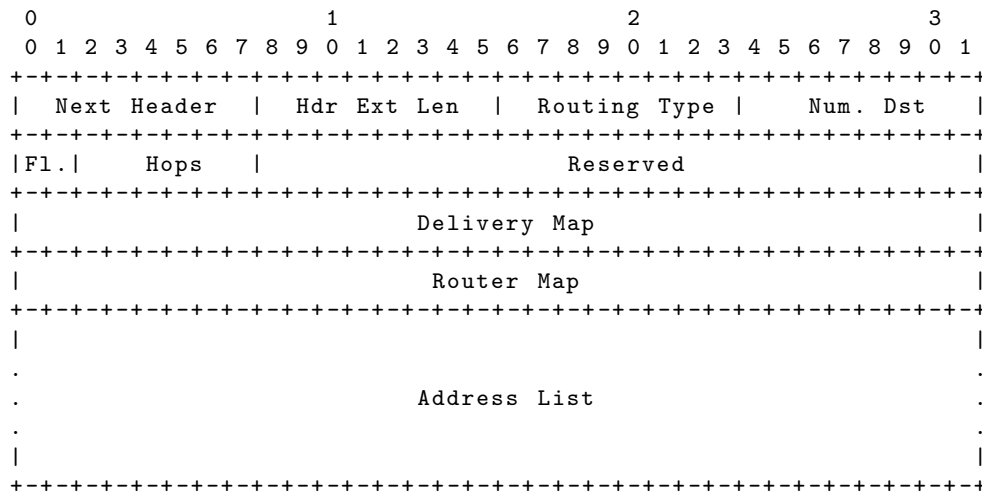 0                   1                   2                   3
0 1 2 3 4 5 6 7 8 9 0 1 2 3 4 5 6 7 8 9 0 1 2 3 4 5 6 7 8 9 0 1
+-+-+-+-+-+-+-+-+-+-+-+-+-+-+-+-+-+-+-+-+-+-+-+-+-+-+-+-+-+-+-+-+
|  Next Header  |  Hdr Ext Len  |  Routing Type |    Num. Dst   |
+-+-+-+-+-+-+-+-+-+-+-+-+-+-+-+-+-+-+-+-+-+-+-+-+-+-+-+-+-+-+-+-+
|Fl.|    Hops   |                    Reserved                   |
+-+-+-+-+-+-+-+-+-+-+-+-+-+-+-+-+-+-+-+-+-+-+-+-+-+-+-+-+-+-+-+-+
|                          Delivery Map                         |
+-+-+-+-+-+-+-+-+-+-+-+-+-+-+-+-+-+-+-+-+-+-+-+-+-+-+-+-+-+-+-+-+
|                           Router Map                          |
+-+-+-+-+-+-+-+-+-+-+-+-+-+-+-+-+-+-+-+-+-+-+-+-+-+-+-+-+-+-+-+-+
|                                                               |
.                                                               .
.                          Address List                         .
.                                                               .
|                                                               |
+-+-+-+-+-+-+-+-+-+-+-+-+-+-+-+-+-+-+-+-+-+-+-+-+-+-+-+-+-+-+-+-+